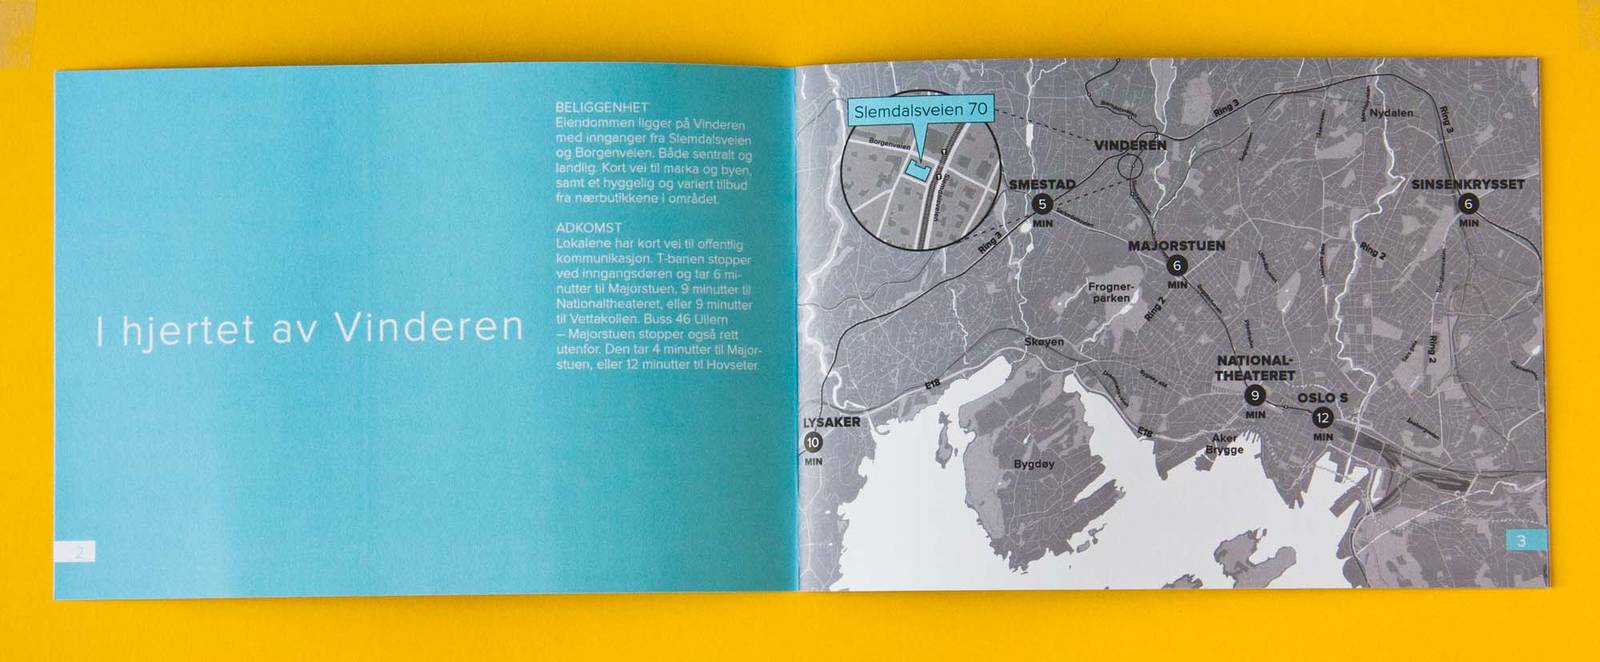 I hjertet av Vinderen
BELIGGENHET
Eiendommen ligger på Vinderen
med innganger fra Slemdalsveien
og Borgenveien. Både sentralt og
landlig. Kort vei til marka og byen,
samt et hyggelig og variert tilbud
fra nærbutikkene i området.
ADKOMST
Lokalene har kort vei til offentlig
kommunikasjon. T-banen stopper
ved inngangsdøren og tar 6 mi-
nutter til Majorstuen, 9 minutter til
Nationaltheateret, eller 9 minutter
til Vettakollen. Buss 46 Ullern
– Majorstuen stopper også rett
utenfor. Den tar 4 minutter til Major-
stuen, eller 12 minutter til Hovseter.
2
Slemdalsveien 70
Borgenveien
Slemdalsveien
Ring 3
Ring 3
Nydalen
VINDEREN
SMESTAD
5
MIN
Ring 3
SINSENKRYSSET
6
MIN
MAJORSTUEN
6
MIN
Ring 2
Frogner-
parken
Ring 2
Skøyen
Ring 2
NATIONAL-
THEATERET
9
MIN
OSLO S
12
MIN
E18
LYSAKER
10
MIN
E18
Aker
Brygge
Bygdøy
3